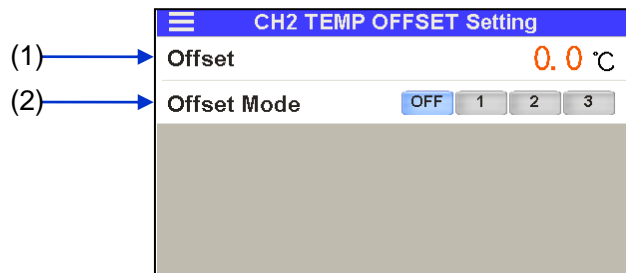 CH2 TEMP OFFSET Setting
(1) Offset 0.0 ℃
(2) Offset Mode OFF 1 2 3